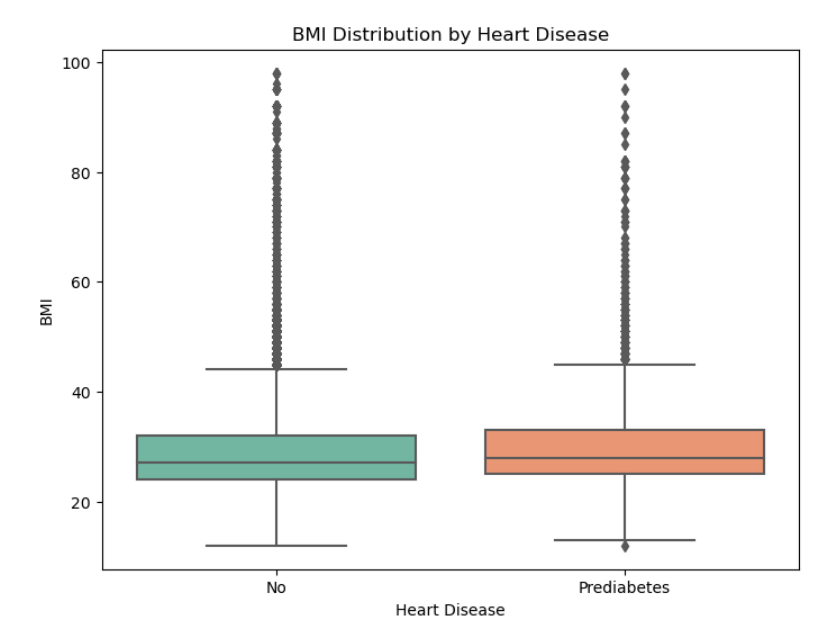 BMI Distribution by Heart Disease
100
80
60
40
20
BMI
No
Prediabetes
Heart Disease